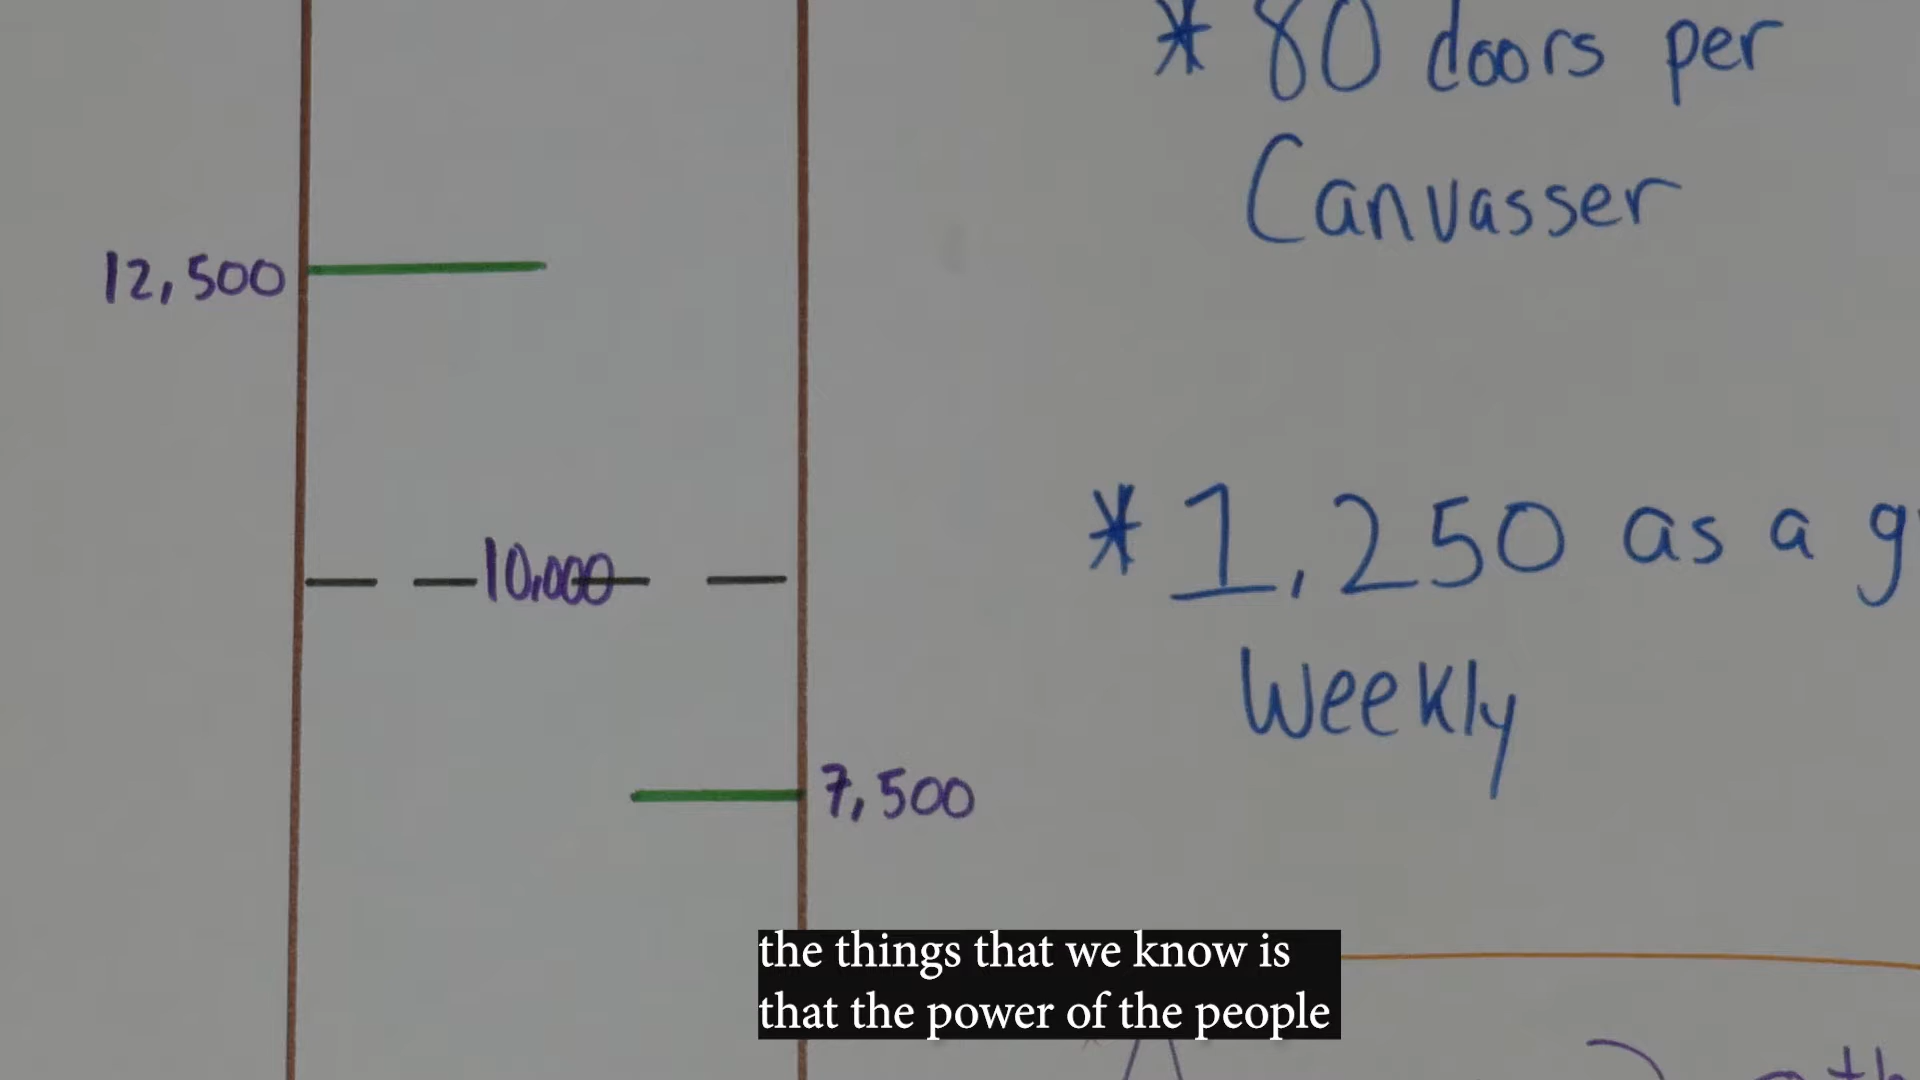 * 80 doors per
Canvasser
12,500
10,000
* 1,250 as a
Weekly
7,500
the things that we know is
that the power of the people